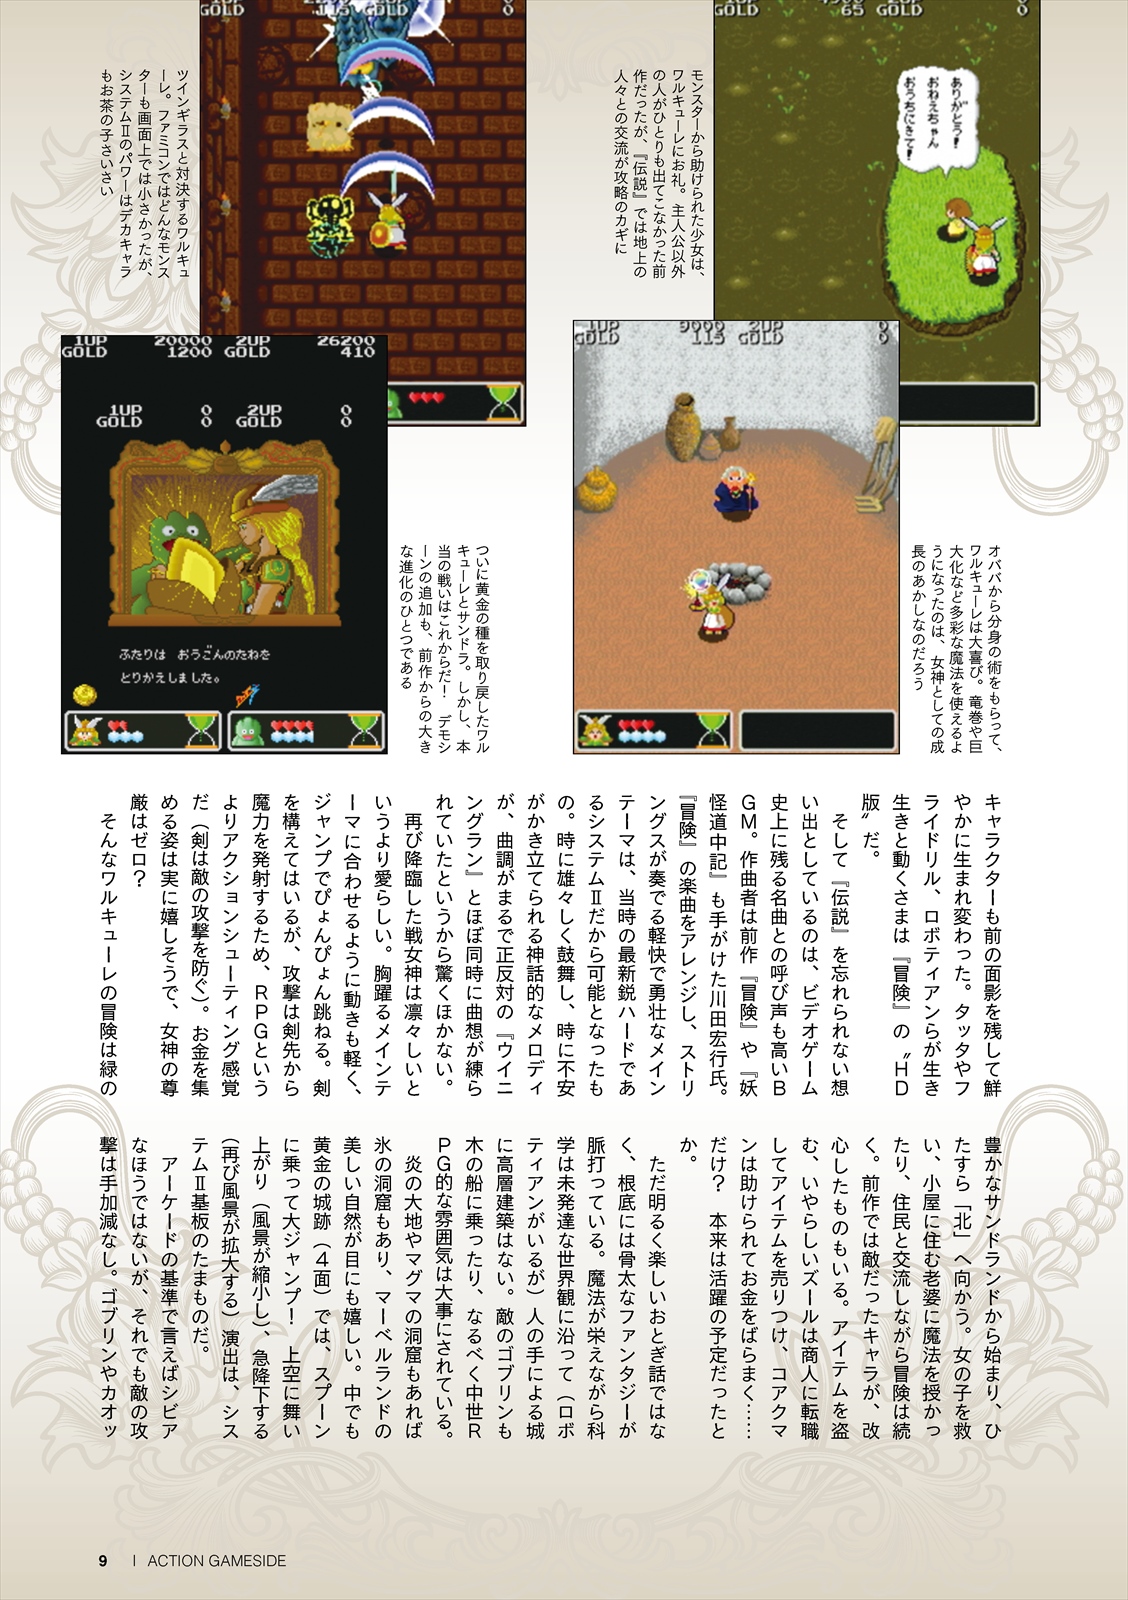 1UP
GOLD 115
2UP
GOLD 0
0
1UP
GOLD 65
2UP
GOLD 0
0
ありがとう!
おねえちゃん
おうちにきて!
モンスターから助けられた少女は、
ワルキューレにお礼。主人公以外
の人がひとりも出てこなかった前
作だったが、『伝説』では地上の
人々との交流が攻略のカギに
ツインギラスと対決するワルキュ
ーレ。ファミコンではどんなモンス
ターも画面上では小さかったが、
システムⅡのパワーはデカキャラ
もお茶の子さいさい
1UP 9000 2UP 0
GOLD 115 GOLD 0
オババから分身の術をもらって、
ワルキューレは大喜び。竜巻や巨
大化など多彩な魔法を使えるよ
うになったのは、女神としての成
長のあかしなのだろう
1UP 20000 2UP 26200
GOLD 1200 GOLD 410
1UP 0 2UP 0
GOLD 0 GOLD 0
ふたりは おうごんのたねを
とりかえしました。
ついに黄金の種を取り戻したワル
キューレとサンドラ。しかし、本
当の戦いはこれからだ! デモシ
ーンの追加も、前作からの大き
な進化のひとつである
キャラクターも前の面影を残して鮮
やかに生まれ変わった。タッタやフ
ライドリル、ロボティアンらが生き
生きと動くさまは『冒険』の〝HD
版〟だ。
そして『伝説』を忘れられない想
い出としているのは、ビデオゲーム
史上に残る名曲との呼び声も高いB
GM。作曲者は前作『冒険』や『妖
怪道中記』も手がけた川田宏行氏。
『冒険』の楽曲をアレンジし、ストリ
ングスが奏でる軽快で勇壮なメイン
テーマは、当時の最新鋭ハードであ
るシステムⅡだから可能となったも
の。時に雄々しく鼓舞し、時に不安
がかき立てられる神話的なメロディ
が、曲調がまるで正反対の『ウイニ
ングラン』とほぼ同時に曲想が練ら
れていたというから驚くほかない。
再び降臨した戦女神は凛々しいと
いうより愛らしい。胸躍るメインテ
ーマに合わせるように動きも軽く、
ジャンプでぴょんぴょん跳ねる。剣
を構えてはいるが、攻撃は剣先から
魔力を発射するため、RPGという
よりアクションシューティング感覚
だ（剣は敵の攻撃を防ぐ）。お金を集
める姿は実に嬉しそうで、女神の尊
厳はゼロ?
そんなワルキューレの冒険は緑の
豊かなサンドランドから始まり、ひ
たすら「北」へ向かう。女の子を救
い、小屋に住む老婆に魔法を授かっ
たり、住民と交流しながら冒険は続
く。前作では敵だったキャラが、改
心したものもいる。アイテムを盗
む、いやらしいズールは商人に転職
してアイテムを売りつけ、コアクマ
ンは助けられてお金をばらまく……
だけ? 本来は活躍の予定だったと
か。
ただ明るく楽しいおとぎ話ではな
く、根底には骨太なファンタジーが
脈打っている。魔法が栄えながら科
学は未発達な世界観に沿って（ロボ
ティアンがいるが）人の手による城
に高層建築はない。敵のゴブリンも
木の船に乗ったり、なるべく中世R
PG的な雰囲気は大事にされている。
炎の大地やマグマの洞窟もあれば
氷の洞窟もあり、マーベルランドの
美しい自然が目にも嬉しい。中でも
黄金の城跡（4面）では、スプーン
に乗って大ジャンプ! 上空に舞い
上がり（風景が縮小し）、急降下する
（再び風景が拡大する）演出は、シス
テムⅡ基板のたまものだ。
アーケードの基準で言えばシビア
なほうではないが、それでも敵の攻
撃は手加減なし。ゴブリンやカオッ
9 | ACTION GAMESIDE